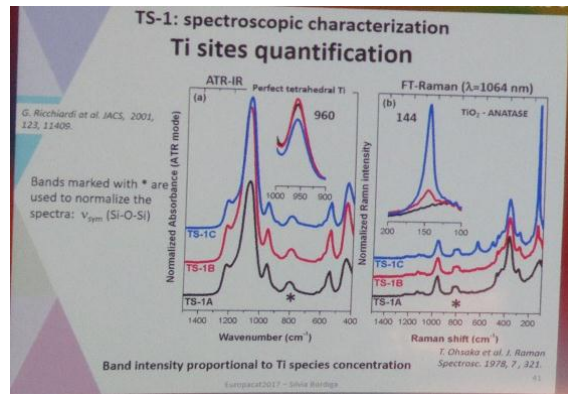 TS-1: spectroscopic characterization
Ti sites quantification
G. Ricchiardi at al. JACS, 2001,
123, 11409.
Bands marked with * are
used to normalize the
spectra: νsym (Si-O-Si)
ATR-IR
(a)
Perfect tetrahedral Ti
960
1000 950 900
Normalized Absorbance (ATR mode)
TS-1C
TS-1B
TS-1A
*
1400 1200 1000 800 600 400
Wavenumber (cm-1)
FT-Raman (λ=1064 nm)
(b)
TiO2 - ANATASE
144
200 150 100
Normalized Ramn intensity
TS-1C
TS-1B
TS-1A
*
1400 1200 1000 800 600 400 200
Raman shift (cm-1)
T. Ohsaka et al. J. Raman
Spectrosc. 1978, 7, 321.
Band intensity proportional to Ti species concentration
Europacat2017 – Silvia Bordiga
41